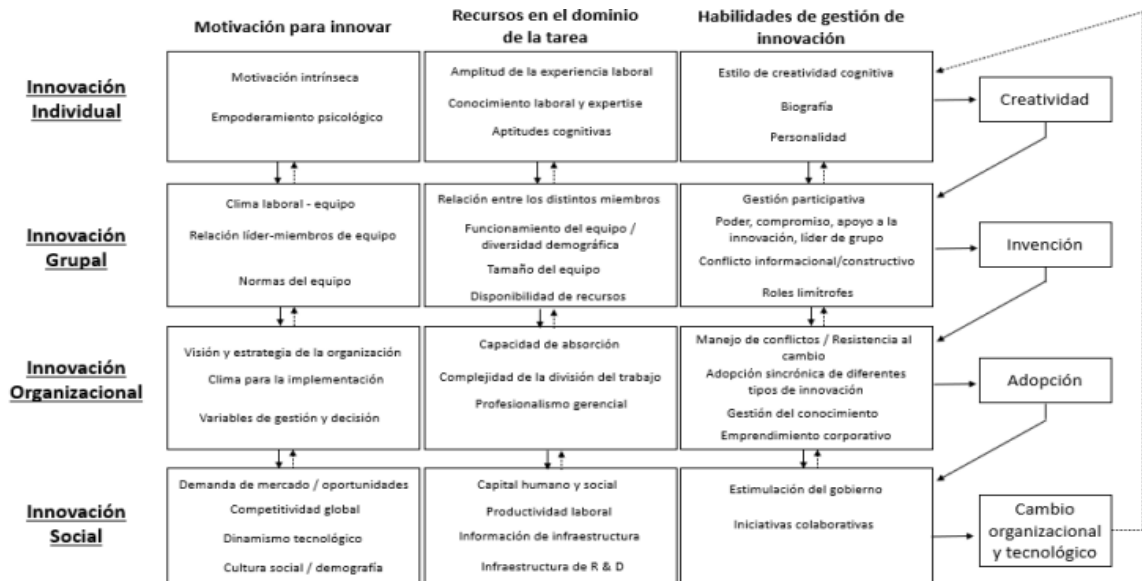 Motivación para innovar
Recursos en el dominio
de la tarea
Habilidades de gestión de
innovación
Innovación
Individual
Motivación intrínseca
Empoderamiento psicológico
Amplitud de la experiencia laboral
Conocimiento laboral y expertise
Aptitudes cognitivas
Estilo de creatividad cognitiva
Biografía
Personalidad
Creatividad
Innovación
Grupal
Clima laboral - equipo
Relación líder-miembros de equipo
Normas del equipo
Relación entre los distintos miembros
Funcionamiento del equipo /
diversidad demográfica
Tamaño del equipo
Disponibilidad de recursos
Gestión participativa
Poder, compromiso, apoyo a la
innovación, líder de grupo
Conflicto informacional/constructivo
Roles limítrofes
Invención
Innovación
Organizacional
Visión y estrategia de la organización
Clima para la implementación
Variables de gestión y decisión
Capacidad de absorción
Complejidad de la división del trabajo
Profesionalismo gerencial
Manejo de conflictos / Resistencia al
cambio
Adopción sincrónica de diferentes
tipos de innovación
Gestión del conocimiento
Emprendimiento corporativo
Adopción
Innovación
Social
Demanda de mercado / oportunidades
Competitividad global
Dinamismo tecnológico
Cultura social / demografía
Capital humano y social
Productividad laboral
Información de infraestructura
Infraestructura de R & D
Estimulación del gobierno
Iniciativas colaborativas
Cambio
organizacional
y tecnológico